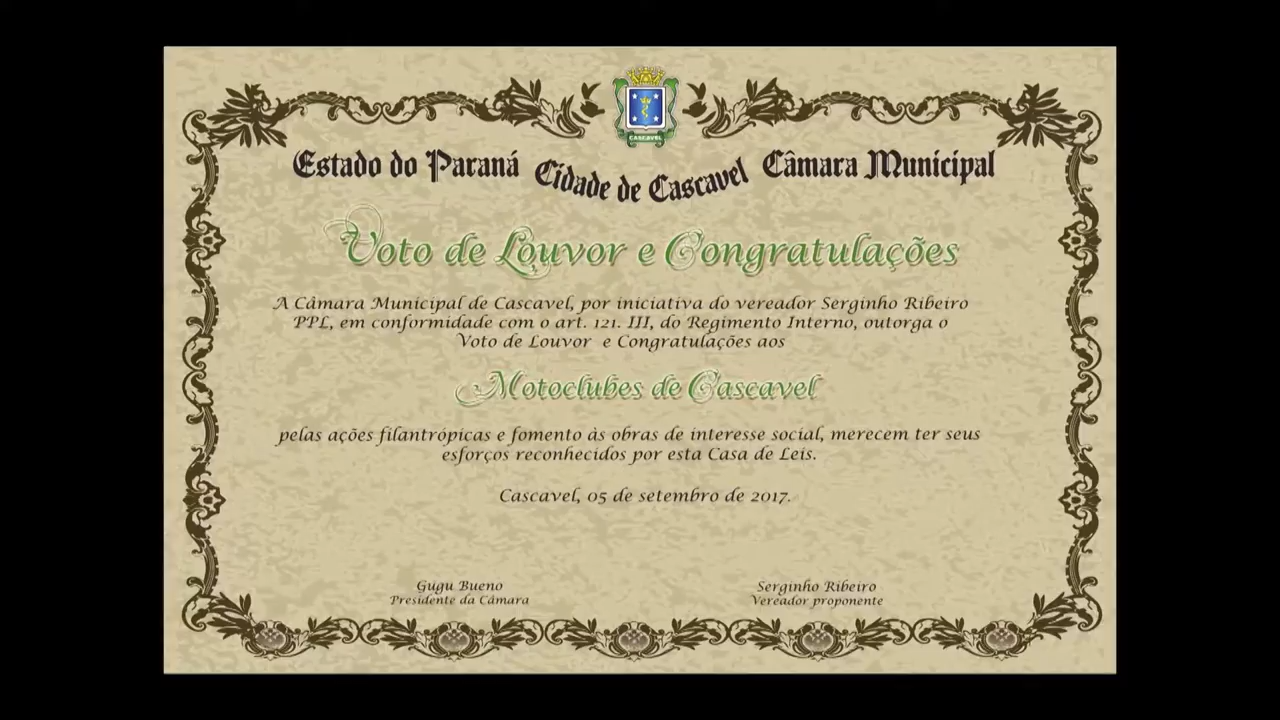 CASCAVEL
Estado do Paraná Cidade de Cascavel Câmara Municipal
Voto de Louvor e Congratulações
A Câmara Municipal de Cascavel, por iniciativa do vereador Serginho Ribeiro
PPL, em conformidade com o art. 121. III, do Regimento Interno, outorga o
Voto de Louvor e Congratulações aos
Motoclubes de Cascavel
pelas ações filantrópicas e fomento às obras de interesse social, merecem ter seus
esforços reconhecidos por esta Casa de Leis.
Cascavel, 05 de setembro de 2017.
Gugu Bueno
Presidente da Câmara
Serginho Ribeiro
Vereador proponente